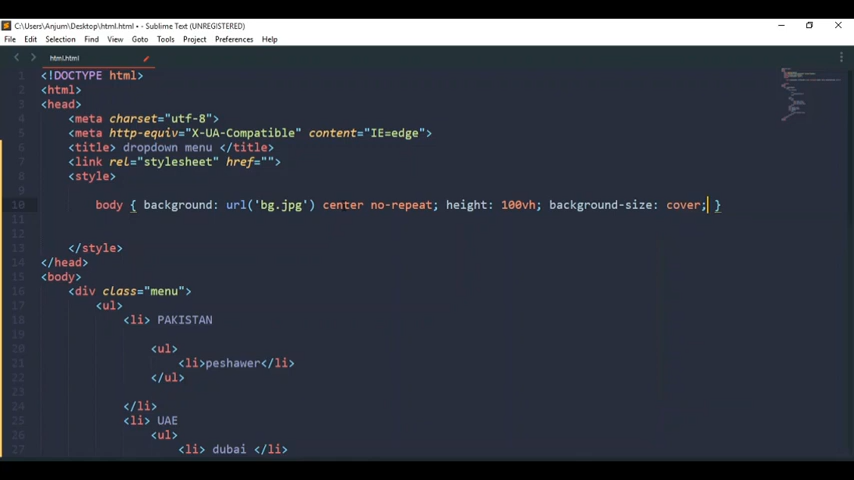 C:\Users\Anjum\Desktop\html.html • - Sublime Text (UNREGISTERED)
File Edit Selection Find View Goto Tools Project Preferences Help
html.html
1 <!DOCTYPE html>
2 <html>
3 <head>
4 <meta charset="utf-8">
5 <meta http-equiv="X-UA-Compatible" content="IE=edge">
6 <title> dropdown menu </title>
7 <link rel="stylesheet" href="">
8 <style>
9
10 body { background: url('bg.jpg') center no-repeat; height: 100vh; background-size: cover; }
11
12
13 </style>
14 </head>
15 <body>
16 <div class="menu">
17 <ul>
18 <li> PAKISTAN
19
20 <ul>
21 <li>peshawer</li>
22 </ul>
23
24 </li>
25 <li> UAE
26 <ul>
27 <li> dubai </li>